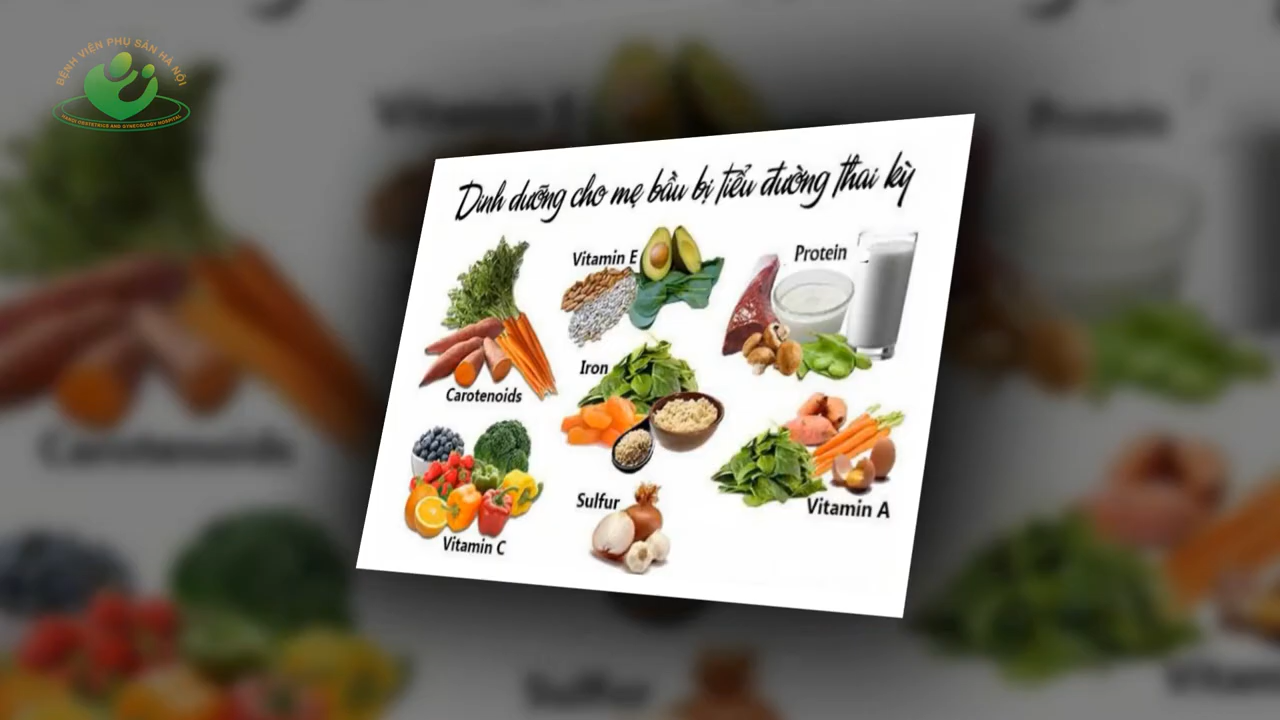 BỆNH VIỆN PHỤ SẢN HÀ NỘI
HANOI OBSTETRICS AND GYNECOLOGY HOSPITAL
Dinh dưỡng cho mẹ bầu bị tiểu đường thai kỳ
Vitamin E
Protein
Carotenoids
Iron
Vitamin C
Sulfur
Vitamin A